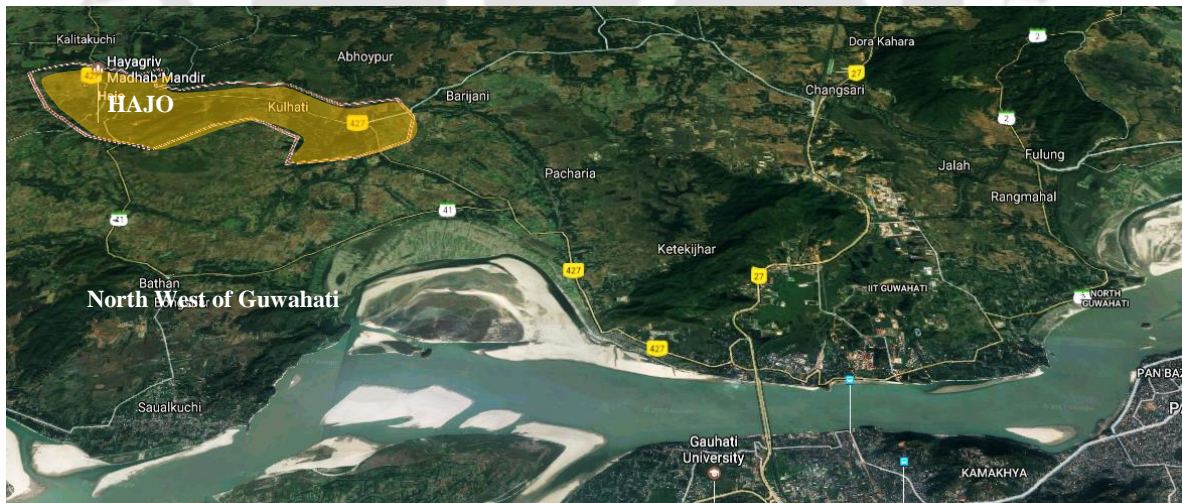 Kalitakuchi
Hayagriv
Madhab Mandir
HAJO
Kulhati
427
Abhoypur
Barijani
Pacharia
Dora Kahara
27
Changsari
2
2
Jalah
Fulung
Rangmahal
41
41
427
Ketekijhar
27
IIT GUWAHATI
NORTH
GUWAHATI
Bathan
North West of Guwahati
427
Saualkuchi
Gauhati
University
PAN BAZ
KAMAKHYA